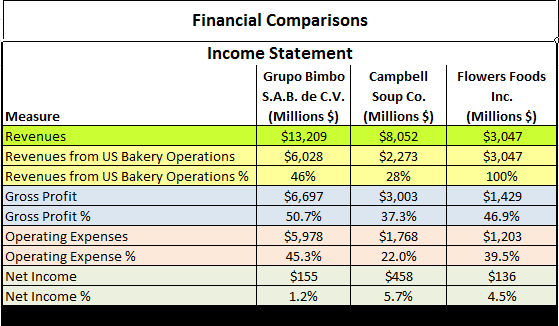 Financial Comparisons
Income Statement
Measure Grupo Bimbo S.A.B. de C.V. (Millions $) Campbell Soup Co. (Millions $) Flowers Foods Inc. (Millions $)
Revenues $13,209 $8,052 $3,047
Revenues from US Bakery Operations $6,028 $2,273 $3,047
Revenues from US Bakery Operations % 46% 28% 100%
Gross Profit $6,697 $3,003 $1,429
Gross Profit % 50.7% 37.3% 46.9%
Operating Expenses $5,978 $1,768 $1,203
Operating Expense % 45.3% 22.0% 39.5%
Net Income $155 $458 $136
Net Income % 1.2% 5.7% 4.5%